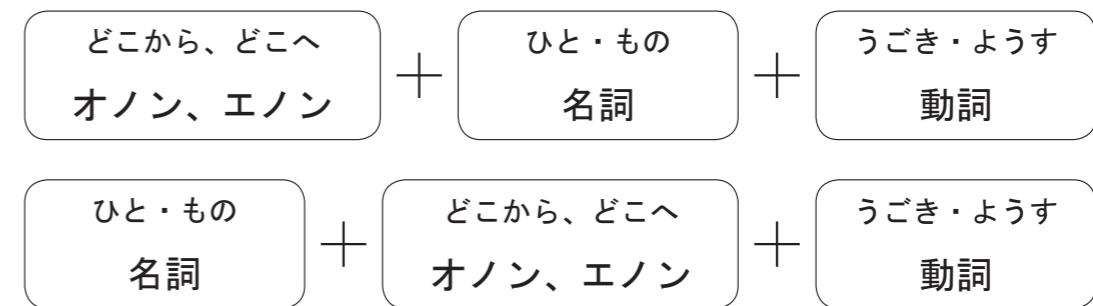 どこから、どこへ ひと・もの うごき・ようす
オノン、エノン + 名詞 + 動詞
ひと・もの どこから、どこへ うごき・ようす
名詞 + オノン、エノン + 動詞